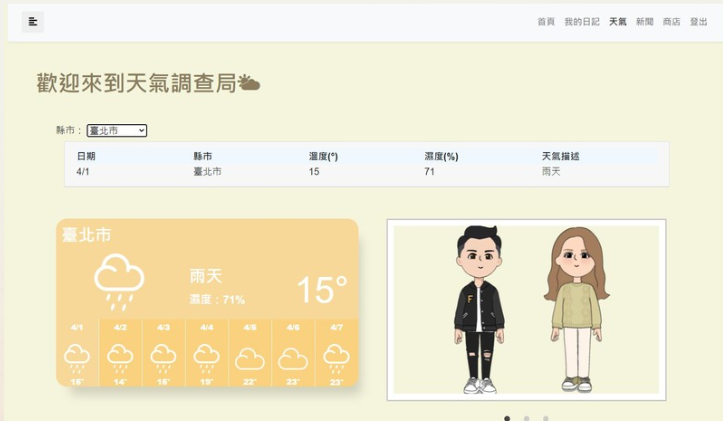 首頁 我的日記 天氣 新聞 商店 登出
歡迎來到天氣調查局
縣市： 臺北市
日期 縣市 溫度(°) 濕度(%) 天氣描述
4/1 臺北市 15 71 雨天
臺北市
雨天
濕度：71%
15°
4/1 4/2 4/3 4/4 4/5 4/6 4/7
14° 22° 23° 23°
F